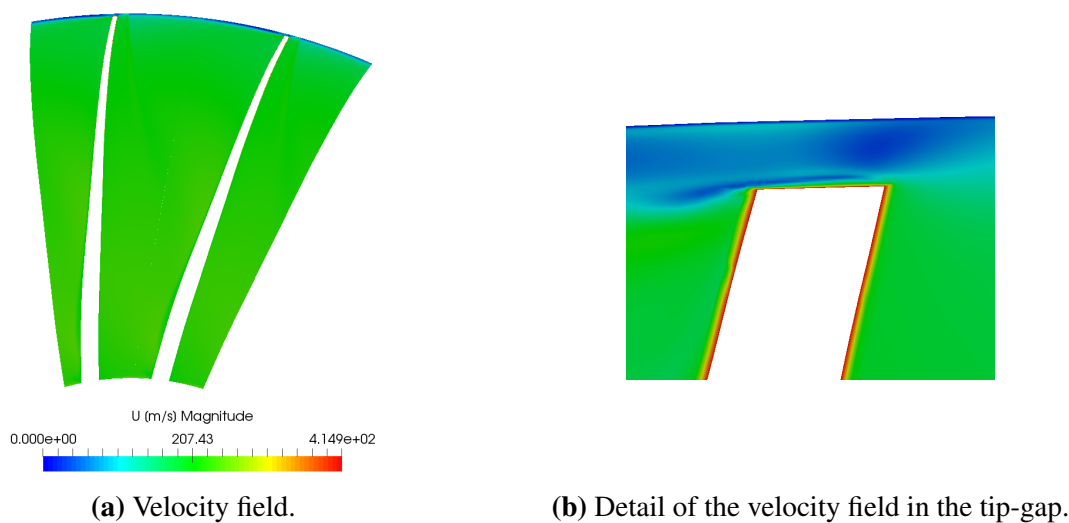 U (m/s) Magnitude
0.000e+00 207.43 4.149e+02
(a) Velocity field.
(b) Detail of the velocity field in the tip-gap.